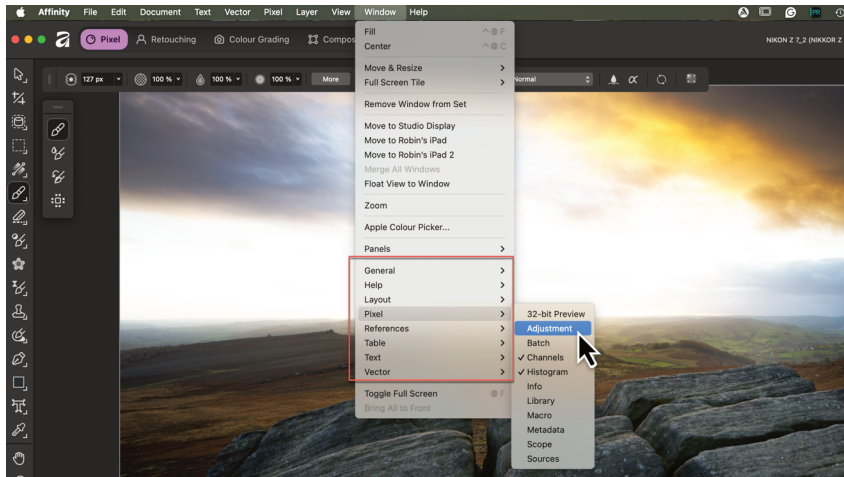 Affinity File Edit Document Text Vector Pixel Layer View Window Help
Pixel Retouching Colour Grading Compos
NIKON Z 7_2 (NIKKOR Z
127 px 100 % 100 % 100 % More
Normal
Fill F
Center C
Move & Resize
Full Screen Tile
Remove Window from Set
Move to Studio Display
Move to Robin's iPad
Move to Robin's iPad 2
Merge All Windows
Float View to Window
Zoom
Apple Colour Picker...
Panels
General
Help
Layout
Pixel
References
Table
Text
Vector
Toggle Full Screen F
Bring All to Front
32-bit Preview
Adjustment
Batch
Channels
Histogram
Info
Library
Macro
Metadata
Scope
Sources